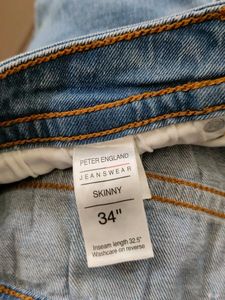 PETER ENGLAND
JEANSWEAR
SKINNY
34"
Inseam length 32.5"
Washcare on reverse